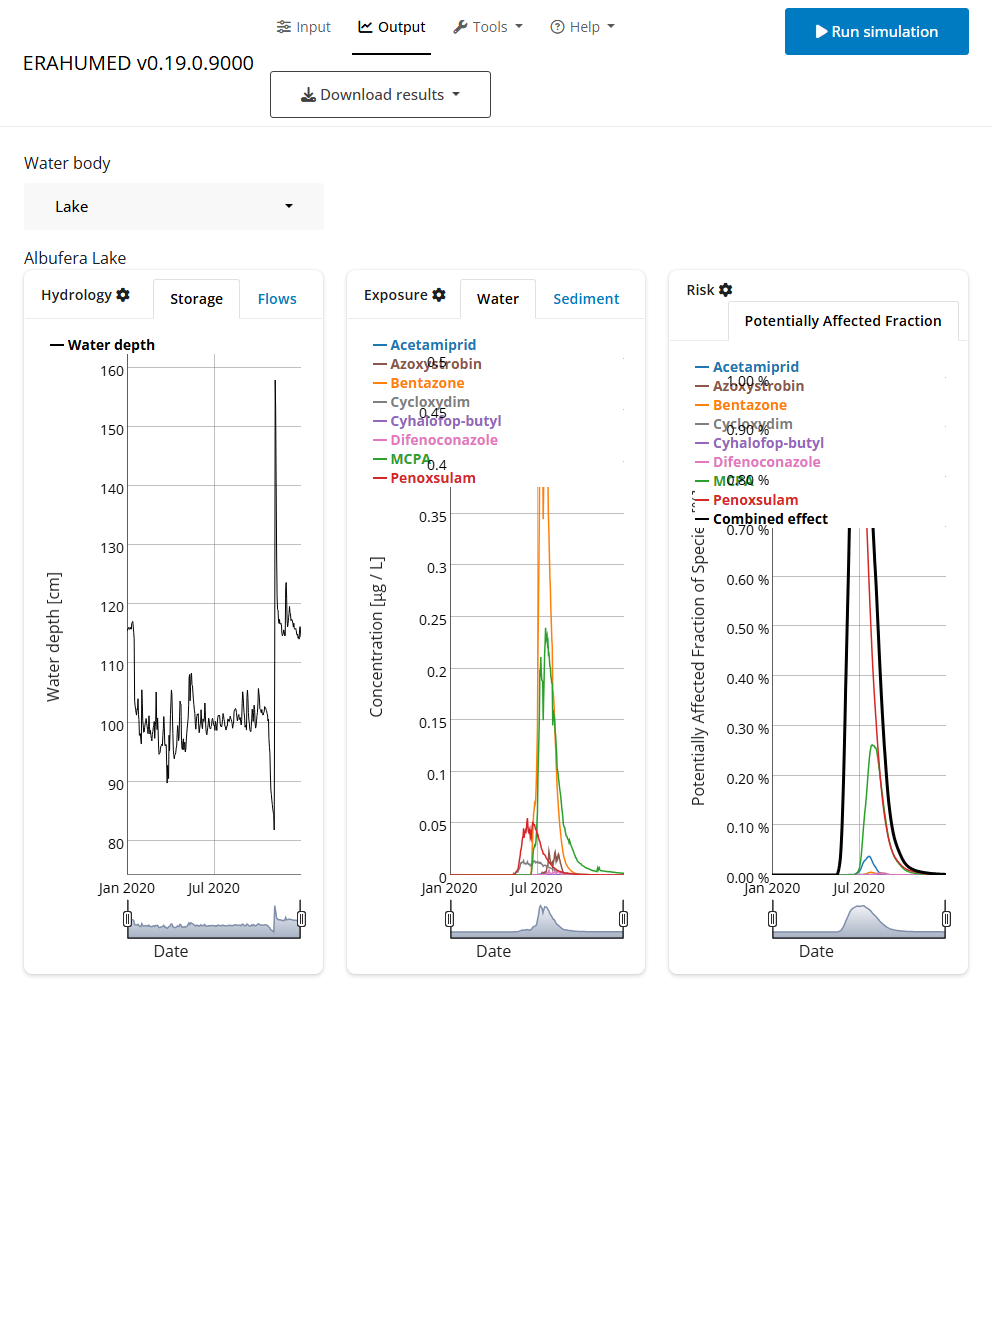 Input
Output
Tools
Help
Run simulation
ERAHUMED v0.19.0.9000
Download results
Water body
Lake
Albufera Lake
Hydrology
Storage
Flows
Water depth
160
150
140
130
120
110
100
90
80
Water depth [cm]
Jan 2020
Jul 2020
Date
Exposure
Water
Sediment
Acetamiprid
Azoxystrobin
Bentazone
Cycloxydim
Cyhalofop-butyl
Difenoconazole
MCPA
Penoxsulam
0.5
0.45
0.4
0.35
0.3
0.25
0.2
0.15
0.1
0.05
0
Concentration [µg / L]
Jan 2020
Jul 2020
Date
Risk
Potentially Affected Fraction
Acetamiprid
Azoxystrobin
Bentazone
Cycloxydim
Cyhalofop-butyl
Difenoconazole
MCPA
Penoxsulam
Combined effect
1.00 %
0.90 %
0.80 %
0.70 %
0.60 %
0.50 %
0.40 %
0.30 %
0.20 %
0.10 %
0.00 %
Potentially Affected Fraction of Specie
Jan 2020
Jul 2020
Date